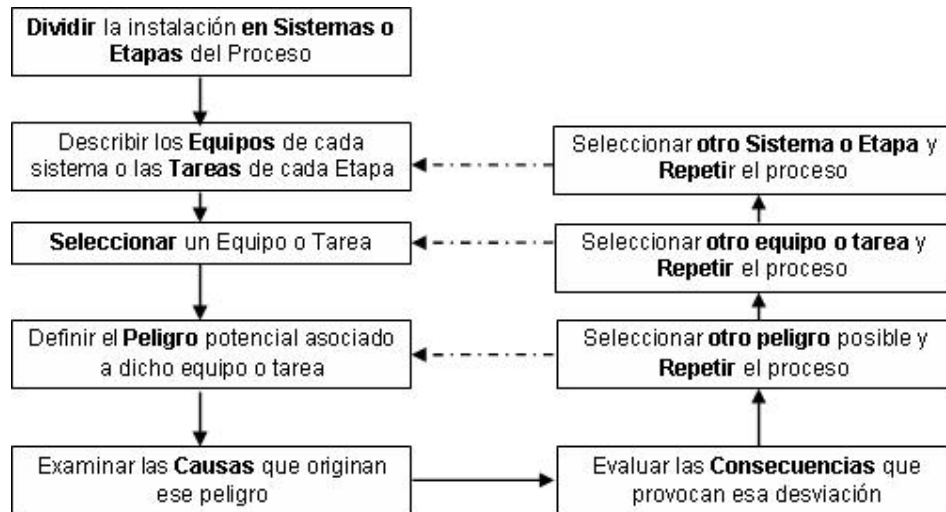 Dividir la instalación en Sistemas o
Etapas del Proceso
Describir los Equipos de cada
sistema o las Tareas de cada Etapa
Seleccionar otro Sistema o Etapa y
Repetir el proceso
Seleccionar un Equipo o Tarea
Seleccionar otro equipo o tarea y
Repetir el proceso
Definir el Peligro potencial asociado
a dicho equipo o tarea
Seleccionar otro peligro posible y
Repetir el proceso
Examinar las Causas que originan
ese peligro
Evaluar las Consecuencias que
provocan esa desviación